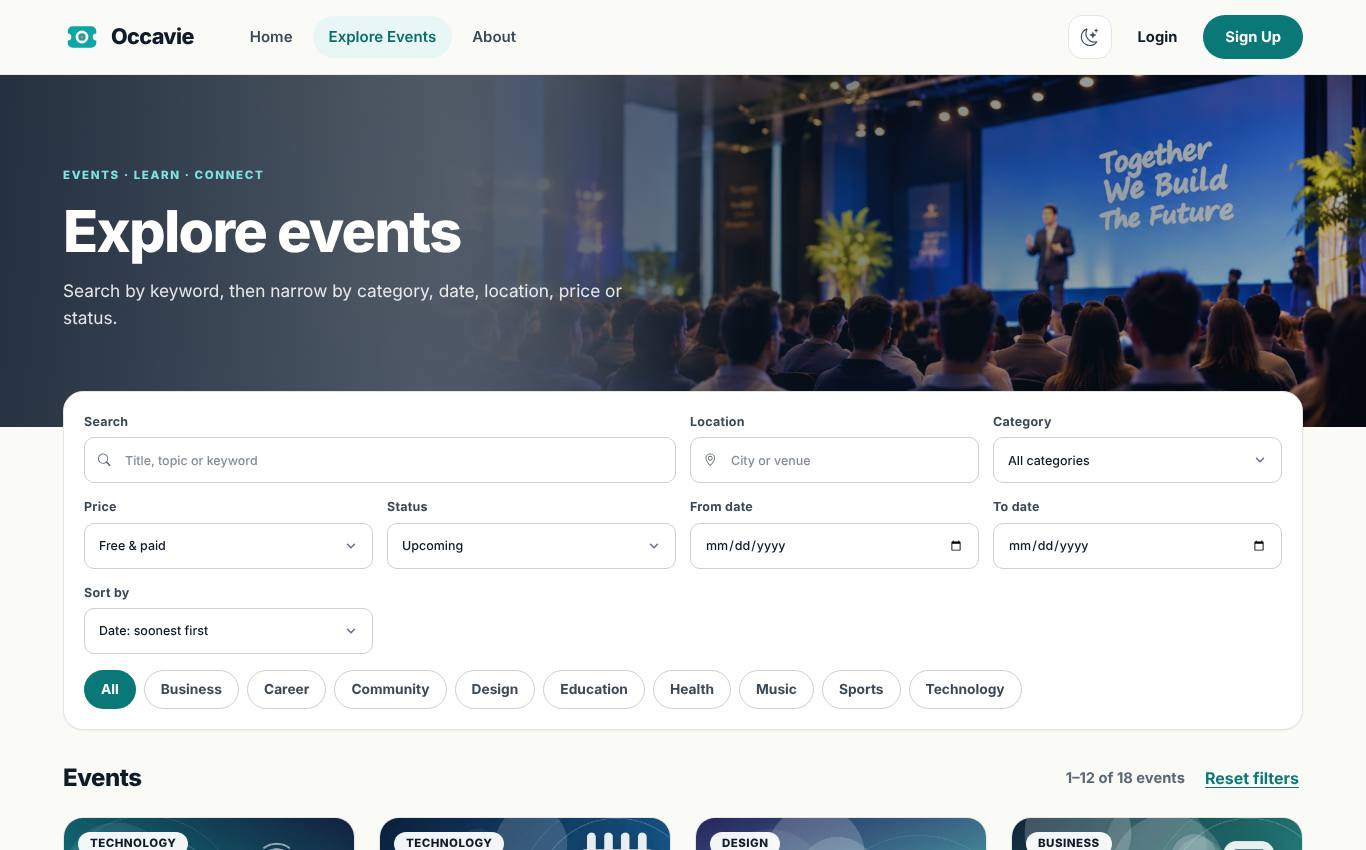 Occavie
Home
Explore Events
About
Login
Sign Up
EVENTS · LEARN · CONNECT
Explore events
Search by keyword, then narrow by category, date, location, price or
status.
Together
We Build
The Future
Search
Location
Category
Title, topic or keyword
City or venue
All categories
Price
Status
From date
To date
Free & paid
Upcoming
mm/dd/yyyy
mm/dd/yyyy
Sort by
Date: soonest first
All
Business
Career
Community
Design
Education
Health
Music
Sports
Technology
Events
1–12 of 18 events
Reset filters
TECHNOLOGY
TECHNOLOGY
DESIGN
BUSINESS